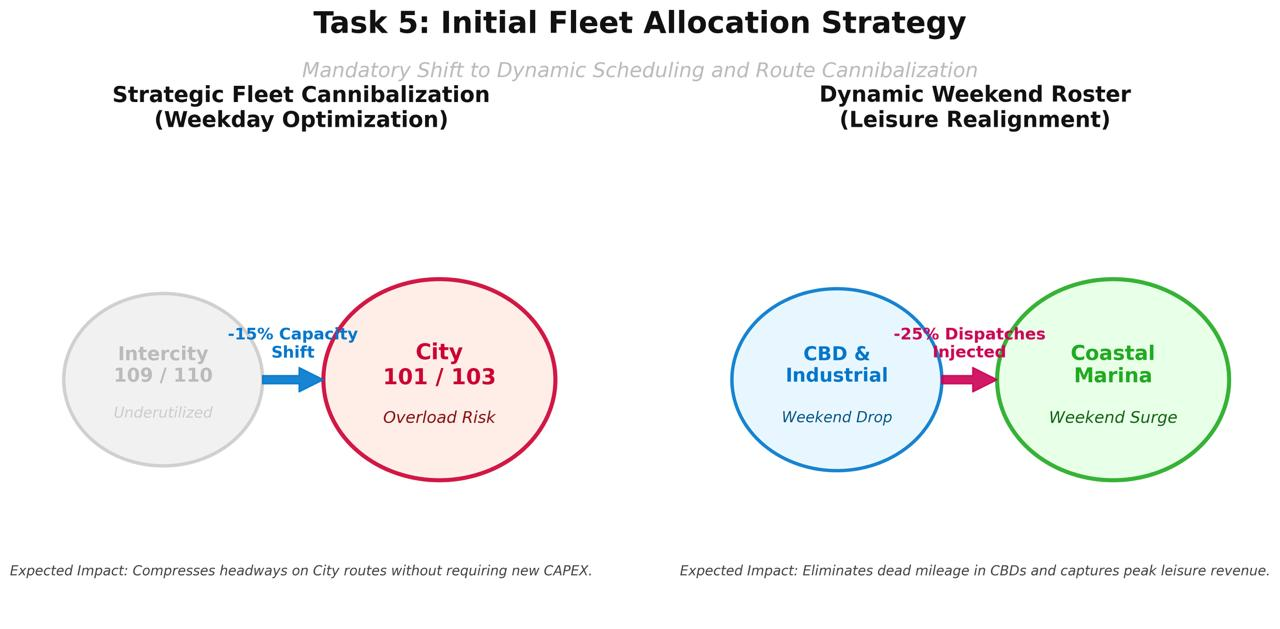 Task 5: Initial Fleet Allocation Strategy
Mandatory Shift to Dynamic Scheduling and Route Cannibalization
Strategic Fleet Cannibalization
(Weekday Optimization)
Intercity
109 / 110
Underutilized
-15% Capacity
Shift
City
101 / 103
Overload Risk
Expected Impact: Compresses headways on City routes without requiring new CAPEX.
Dynamic Weekend Roster
(Leisure Realignment)
CBD &
Industrial
Weekend Drop
-25% Dispatches
Injected
Coastal
Marina
Weekend Surge
Expected Impact: Eliminates dead mileage in CBDs and captures peak leisure revenue.